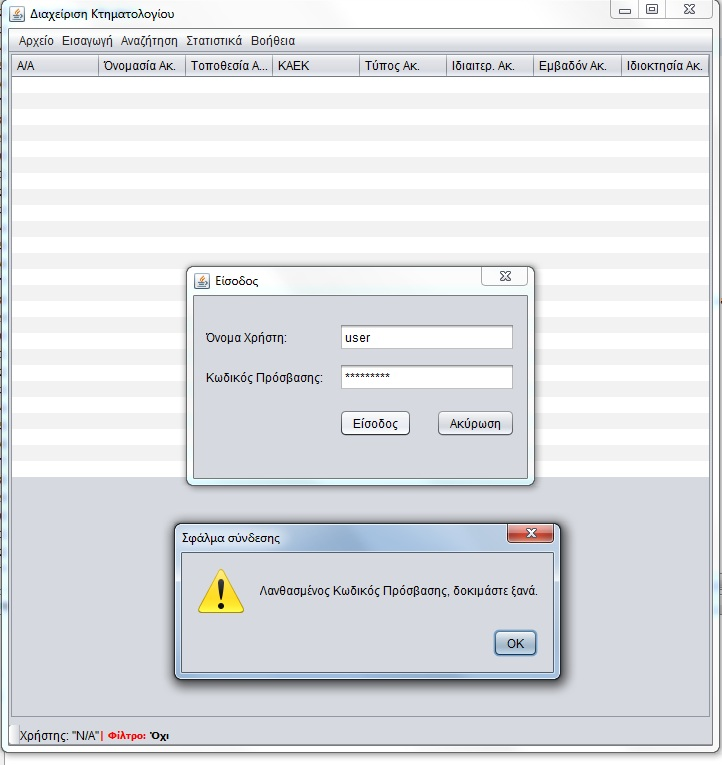 Διαχείριση Κτηματολογίου
Αρχείο Εισαγωγή Αναζήτηση Στατιστικά Βοήθεια
Α/Α Όνομασία Ακ. Τοποθεσία Α... ΚΑΕΚ Τύπος Ακ. Ιδιαιτερ. Ακ. Εμβαδόν Ακ. Ιδιοκτησία Ακ.
Είσοδος
Όνομα Χρήστη: user
Κωδικός Πρόσβασης: *********
Είσοδος Ακύρωση
Σφάλμα σύνδεσης
Λανθασμένος Κωδικός Πρόσβασης, δοκιμάστε ξανά.
OK
Χρήστης: "N/A"| Φίλτρο: Όχι